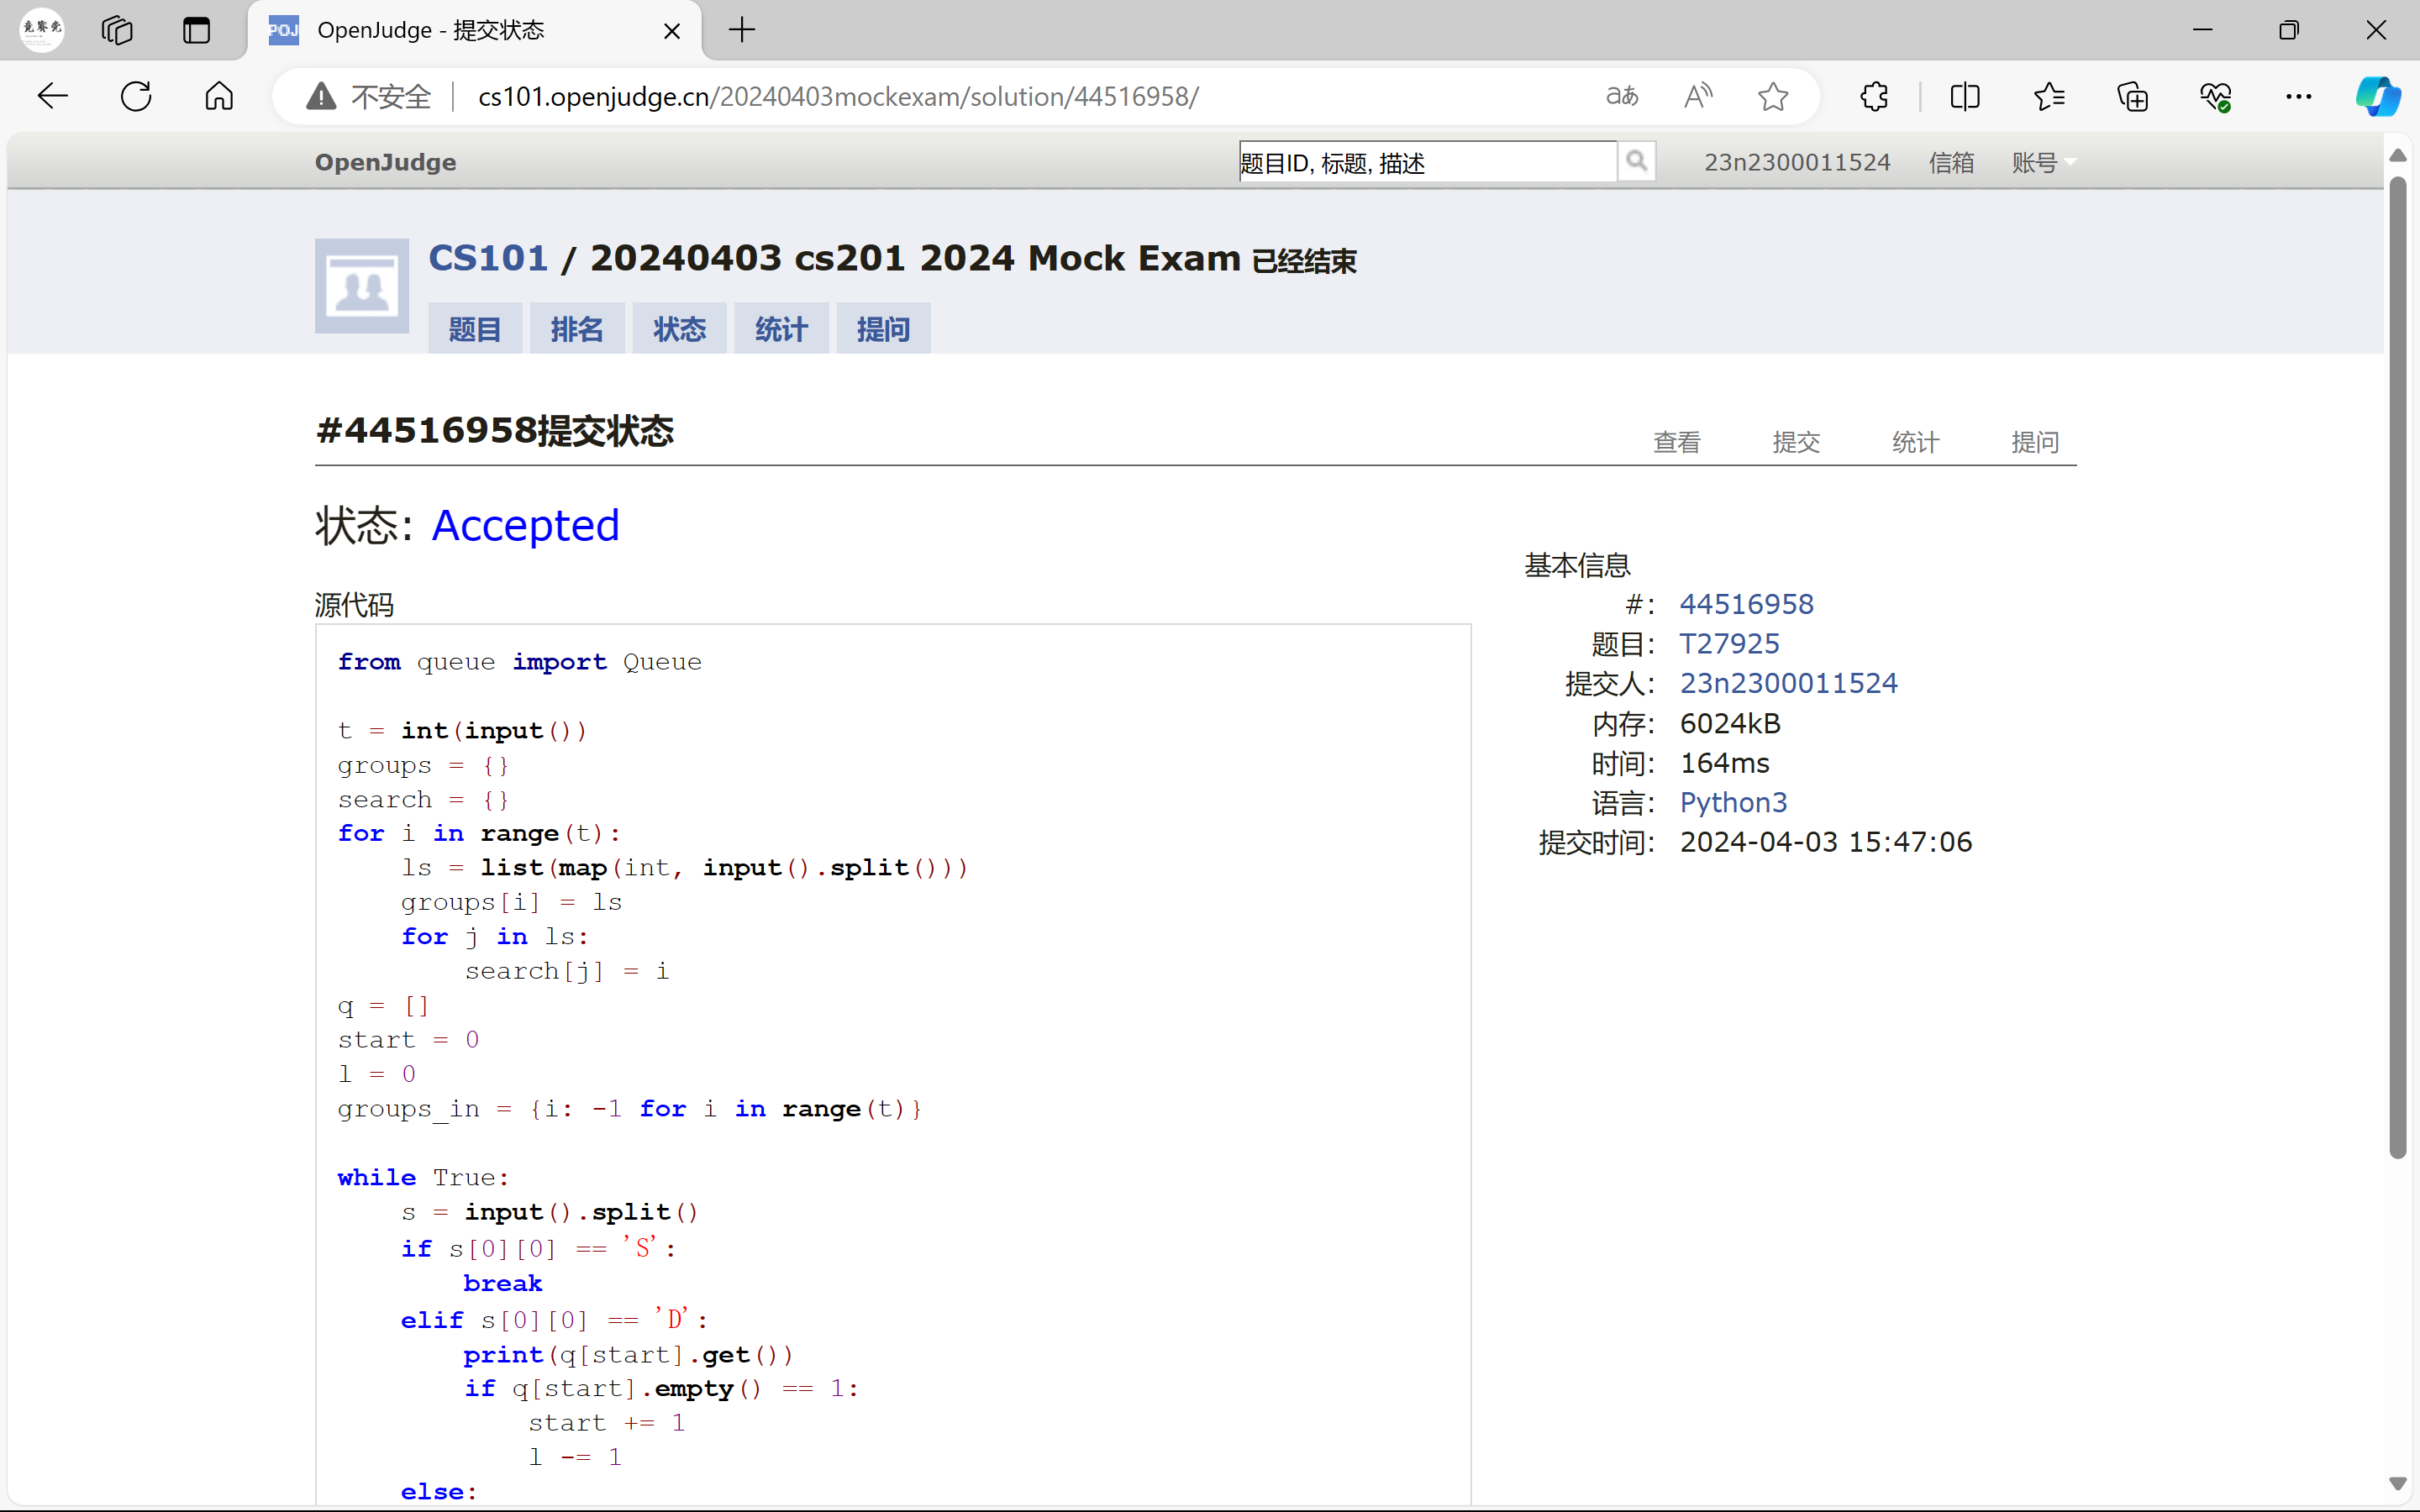 竞赛党
POJ
OpenJudge - 提交状态
不安全
cs101.openjudge.cn/20240403mockexam/solution/44516958/
OpenJudge
题目ID, 标题, 描述
23n2300011524 信箱 账号
CS101 / 20240403 cs201 2024 Mock Exam 已经结束
题目 排名 状态 统计 提问
#44516958提交状态
查看 提交 统计 提问
状态: Accepted
源代码
from queue import Queue
t = int(input())
groups = {}
search = {}
for i in range(t):
    ls = list(map(int, input().split()))
    groups[i] = ls
    for j in ls:
        search[j] = i
q = []
start = 0
l = 0
groups_in = {i: -1 for i in range(t)}
while True:
    s = input().split()
    if s[0][0] == 'S':
        break
    elif s[0][0] == 'D':
        print(q[start].get())
        if q[start].empty() == 1:
            start += 1
            l -= 1
    else:
基本信息
#: 44516958
题目: T27925
提交人: 23n2300011524
内存: 6024kB
时间: 164ms
语言: Python3
提交时间: 2024-04-03 15:47:06